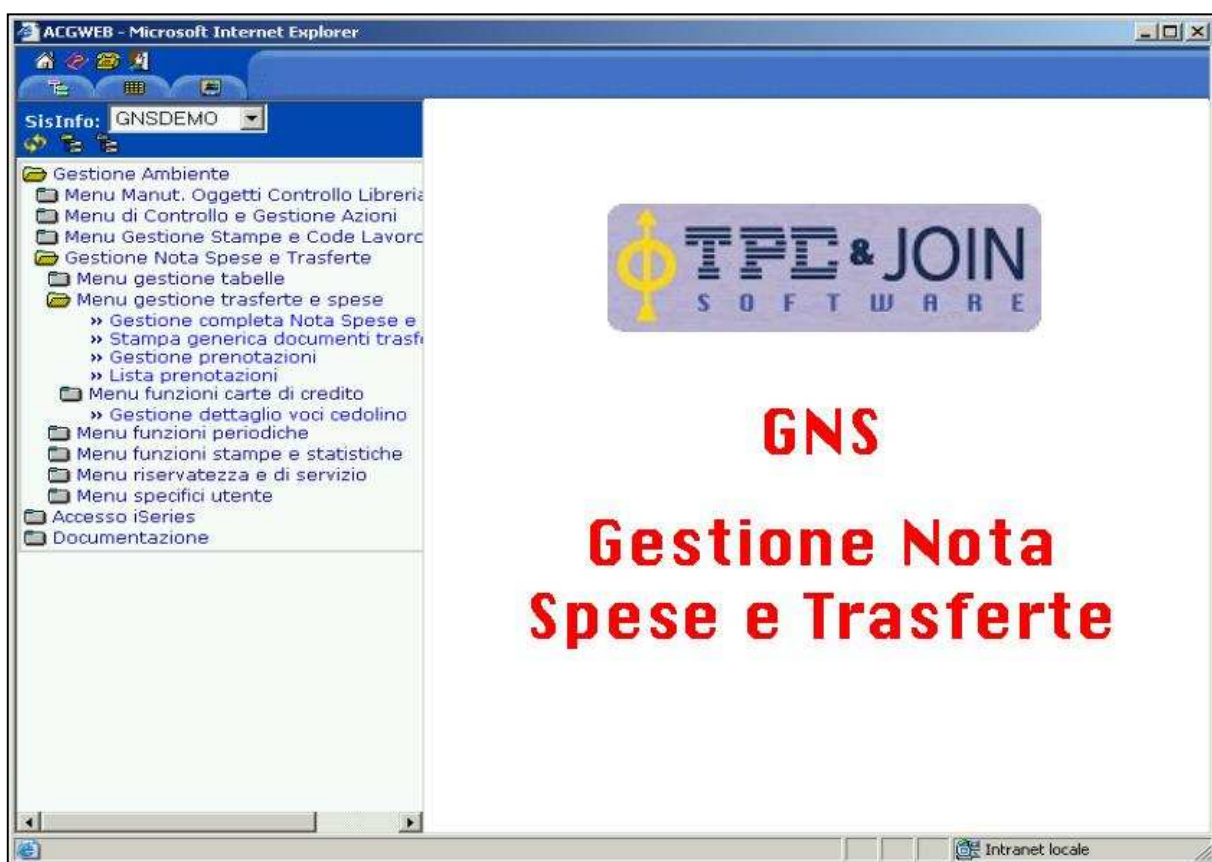 ACGWEB - Microsoft Internet Explorer
SisInfo: GNSDEMO
Gestione Ambiente
Menu Manut. Oggetti Controllo Libreria
Menu di Controllo e Gestione Azioni
Menu Gestione Stampe e Code Lavoro
Gestione Nota Spese e Trasferte
Menu gestione tabelle
Menu gestione trasferte e spese
» Gestione completa Nota Spese e
» Stampa generica documenti trasf
» Gestione prenotazioni
» Lista prenotazioni
Menu funzioni carte di credito
» Gestione dettaglio voci cedolino
Menu funzioni periodiche
Menu funzioni stampe e statistiche
Menu riservatezza e di servizio
Menu specifici utente
Accesso iSeries
Documentazione
TPC & JOIN
SOFTWARE
GNS
Gestione Nota
Spese e Trasferte
Intranet locale